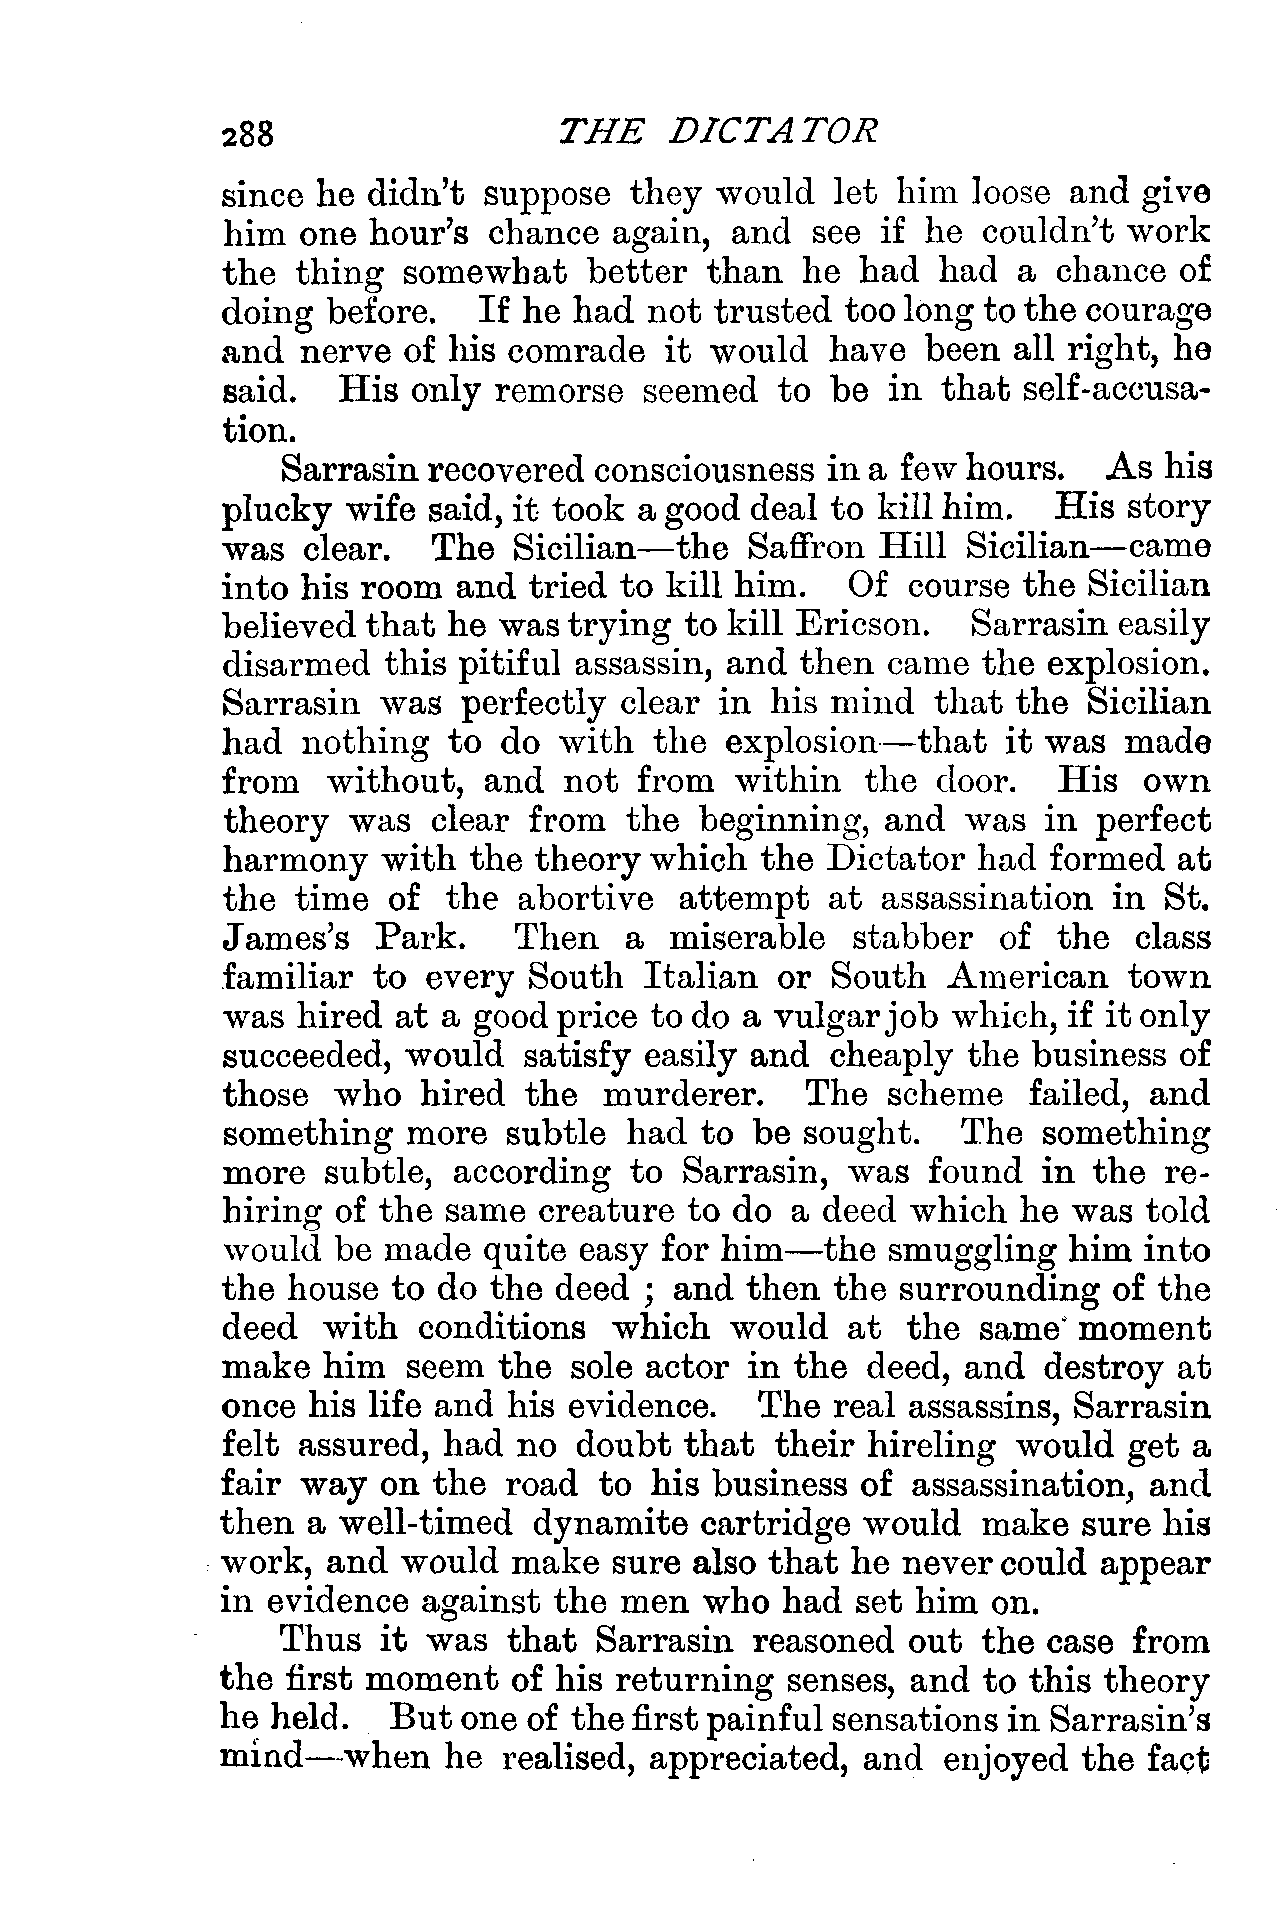 288 THE DICTATOR
since he didn't suppose they would let him loose and give
him one hour's chance again, and see if he couldn't work
the thing somewhat better than he had had a chance of
doing before. If he had not trusted too long to the courage
and nerve of his comrade it would have been all right, he
said. His only remorse seemed to be in that self-accusa-
tion.
Sarrasin recovered consciousness in a few hours. As his
plucky wife said, it took a good deal to kill him. His story
was clear. The Sicilian—the Saffron Hill Sicilian—came
into his room and tried to kill him. Of course the Sicilian
believed that he was trying to kill Ericson. Sarrasin easily
disarmed this pitiful assassin, and then came the explosion.
Sarrasin was perfectly clear in his mind that the Sicilian
had nothing to do with the explosion—that it was made
from without, and not from within the door. His own
theory was clear from the beginning, and was in perfect
harmony with the theory which the Dictator had formed at
the time of the abortive attempt at assassination in St.
James's Park. Then a miserable stabber of the class
familiar to every South Italian or South American town
was hired at a good price to do a vulgar job which, if it only
succeeded, would satisfy easily and cheaply the business of
those who hired the murderer. The scheme failed, and
something more subtle had to be sought. The something
more subtle, according to Sarrasin, was found in the re-
hiring of the same creature to do a deed which he was told
would be made quite easy for him—the smuggling him into
the house to do the deed ; and then the surrounding of the
deed with conditions which would at the same moment
make him seem the sole actor in the deed, and destroy at
once his life and his evidence. The real assassins, Sarrasin
felt assured, had no doubt that their hireling would get a
fair way on the road to his business of assassination, and
then a well-timed dynamite cartridge would make sure his
work, and would make sure also that he never could appear
in evidence against the men who had set him on.
Thus it was that Sarrasin reasoned out the case from
the first moment of his returning senses, and to this theory
he held. But one of the first painful sensations in Sarrasin's
mind—when he realised, appreciated, and enjoyed the fact